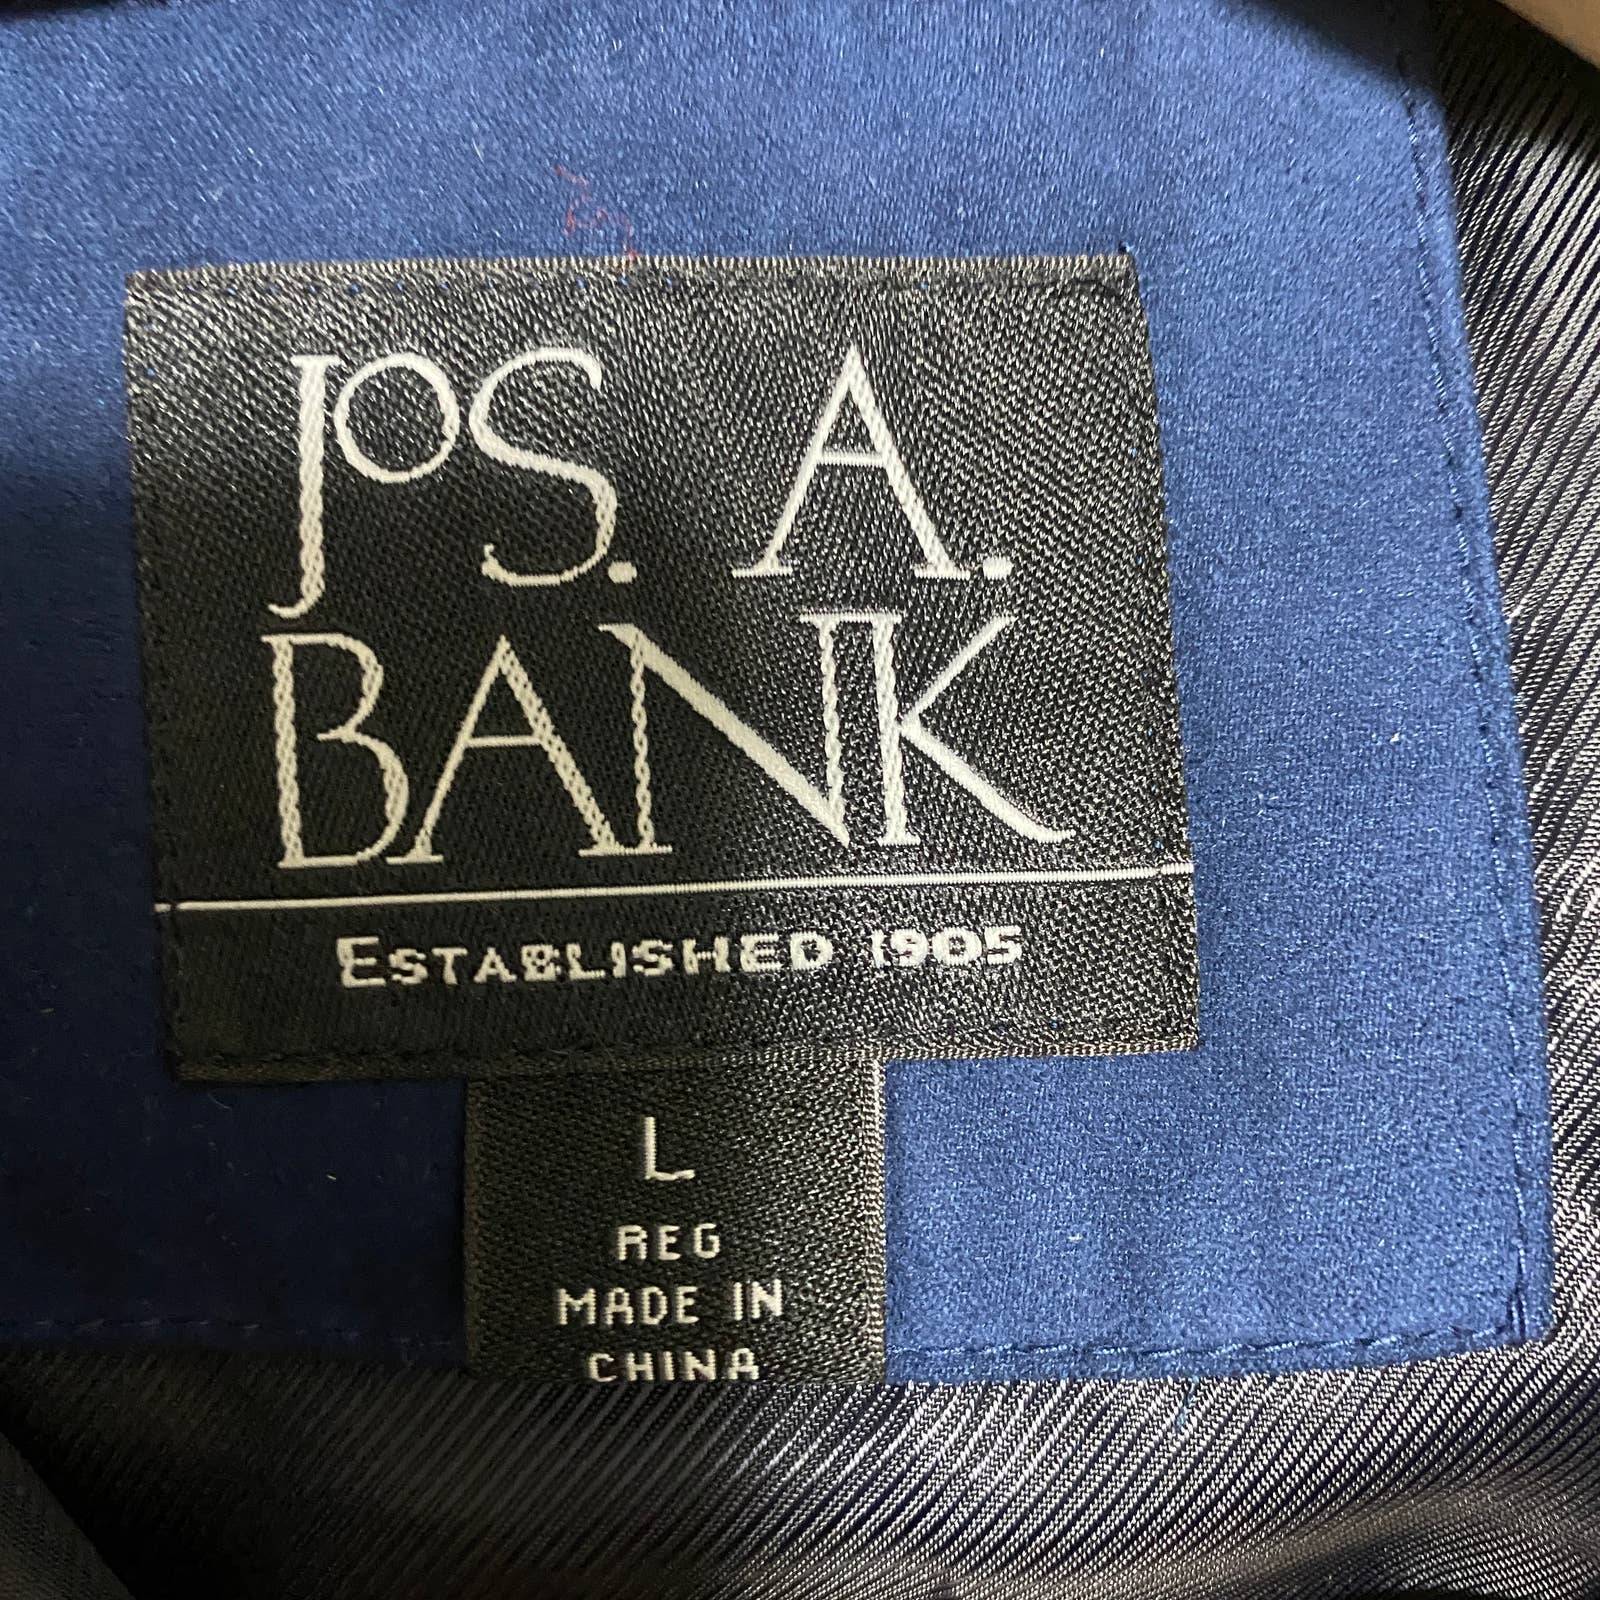 JOS. A.
BANK
ESTABLISHED 1905
L
REG
MADE IN
CHINA